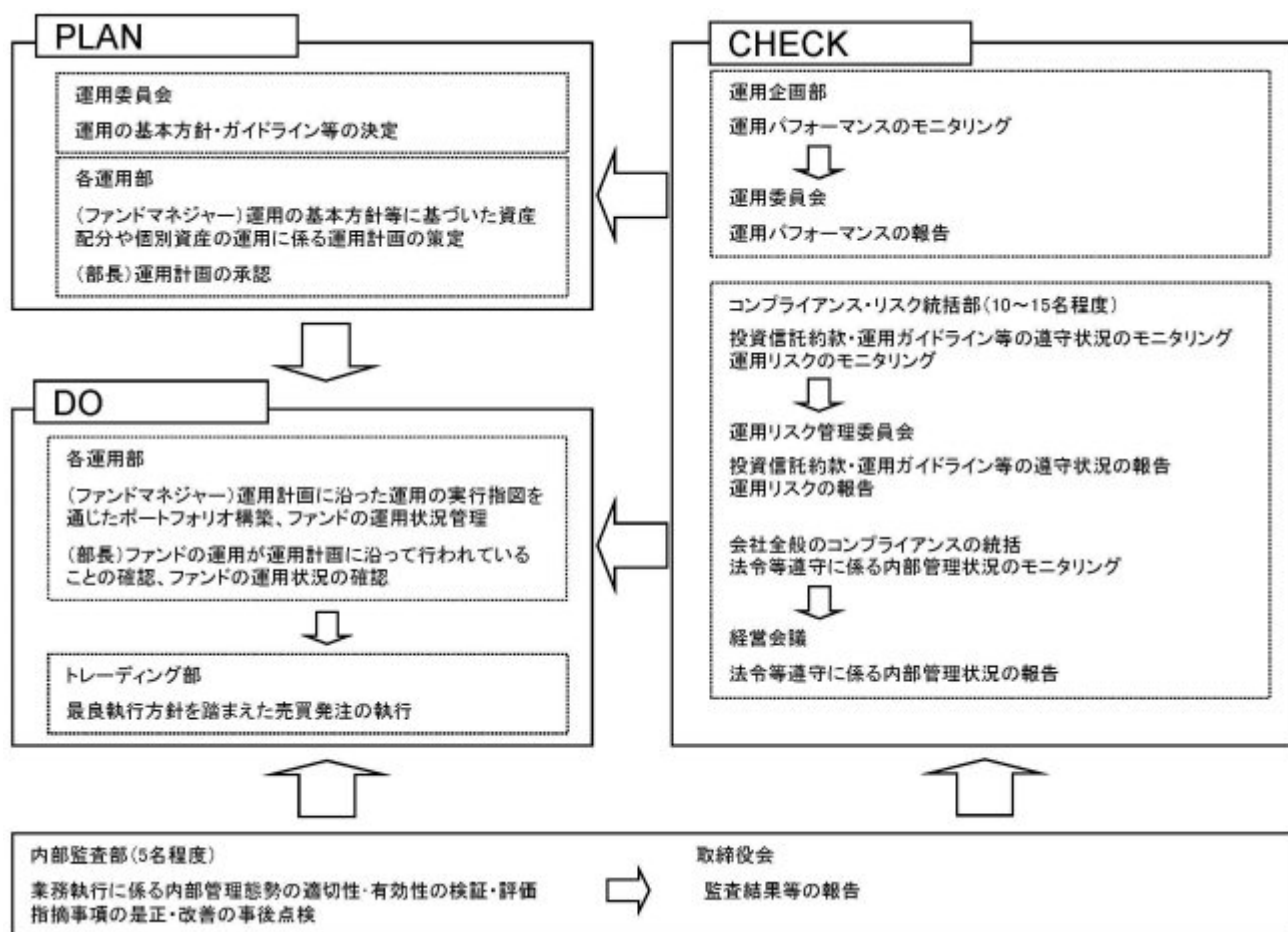 PLAN
運用委員会
運用の基本方針・ガイドライン等の決定
各運用部
(ファンドマネジャー)運用の基本方針等に基づいた資産
配分や個別資産の運用に係る運用計画の策定
(部長)運用計画の承認
DO
各運用部
(ファンドマネジャー)運用計画に沿った運用の実行指図を
通じたポートフォリオ構築、ファンドの運用状況管理
(部長)ファンドの運用が運用計画に沿って行われている
ことの確認、ファンドの運用状況の確認
トレーディング部
最良執行方針を踏まえた売買発注の執行
CHECK
運用企画部
運用パフォーマンスのモニタリング
運用委員会
運用パフォーマンスの報告
コンプライアンス・リスク統括部(10～15名程度)
投資信託約款・運用ガイドライン等の遵守状況のモニタリング
運用リスクのモニタリング
運用リスク管理委員会
投資信託約款・運用ガイドライン等の遵守状況の報告
運用リスクの報告
会社全般のコンプライアンスの統括
法令等遵守に係る内部管理状況のモニタリング
経営会議
法令等遵守に係る内部管理状況の報告
内部監査部(5名程度)
業務執行に係る内部管理態勢の適切性・有効性の検証・評価
指摘事項の是正・改善の事後点検
取締役会
監査結果等の報告